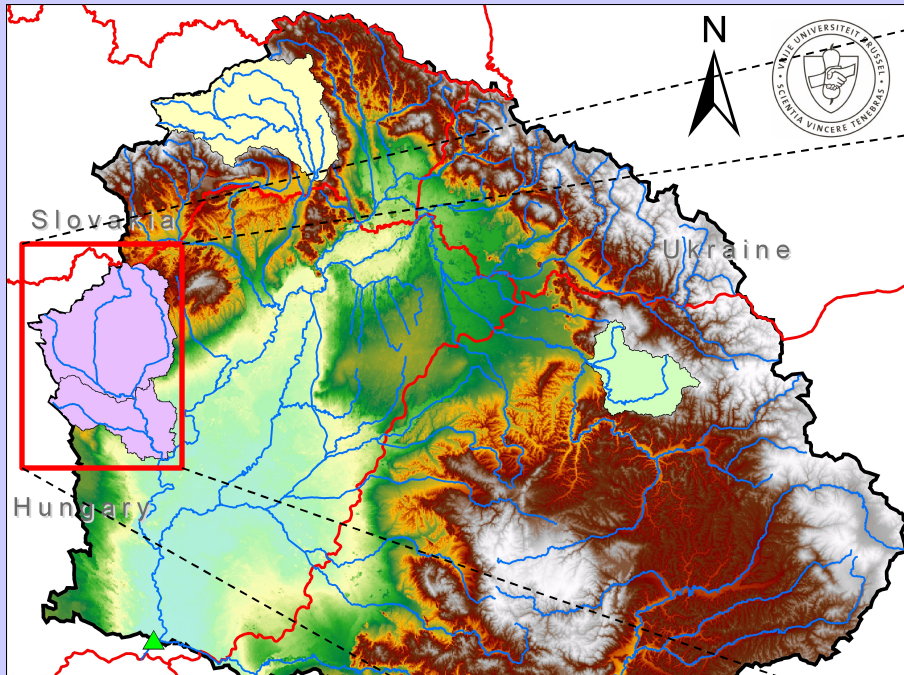 N
VRIJE UNIVERSITEIT BRUSSEL
SCIENTIA VINCERE TENEBRAS
Slovakia
Ukraine
Hungary